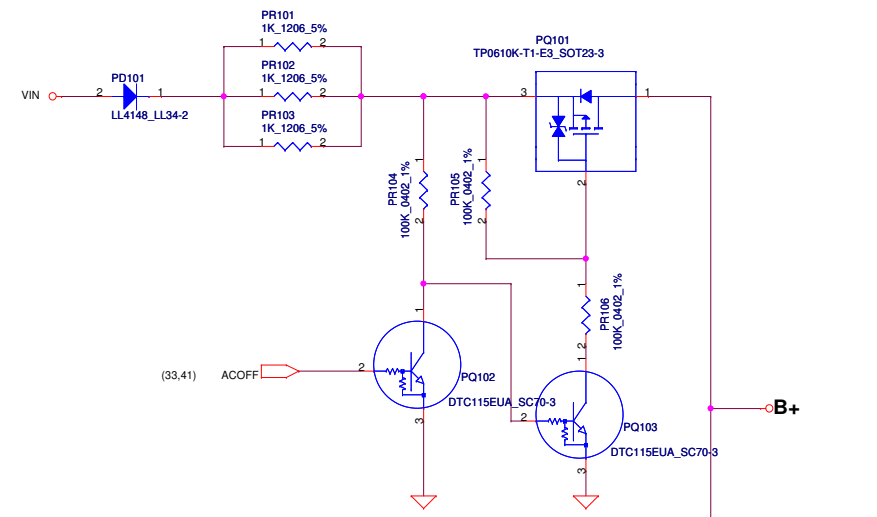 PR101
1K_1206_5%
1 2
PR102
1K_1206_5%
1 2
PR103
1K_1206_5%
1 2
VIN
2
PD101
1
LL4148_LL34-2
PQ101
TP0610K-T1-E3_SOT23-3
3
1
2
1
PR104
100K_0402_1%
2
1
PR105
100K_0402_1%
2
1
PR106
100K_0402_1%
2
(33,41)
ACOFF
2
1
PQ102
DTC115EUA_SC70-3
3
2
1
PQ103
DTC115EUA_SC70-3
3
B+